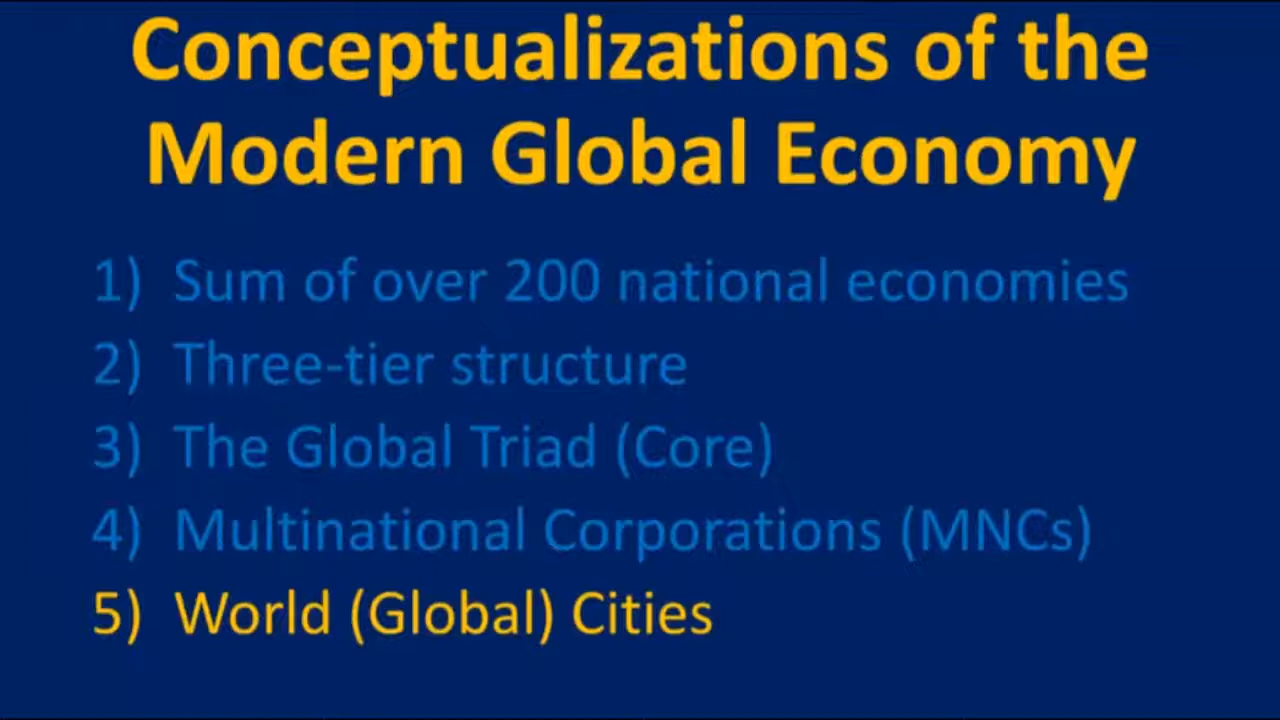 Conceptualizations of the
Modern Global Economy
1) Sum of over 200 national economies
2) Three-tier structure
3) The Global Triad (Core)
4) Multinational Corporations (MNCs)
5) World (Global) Cities